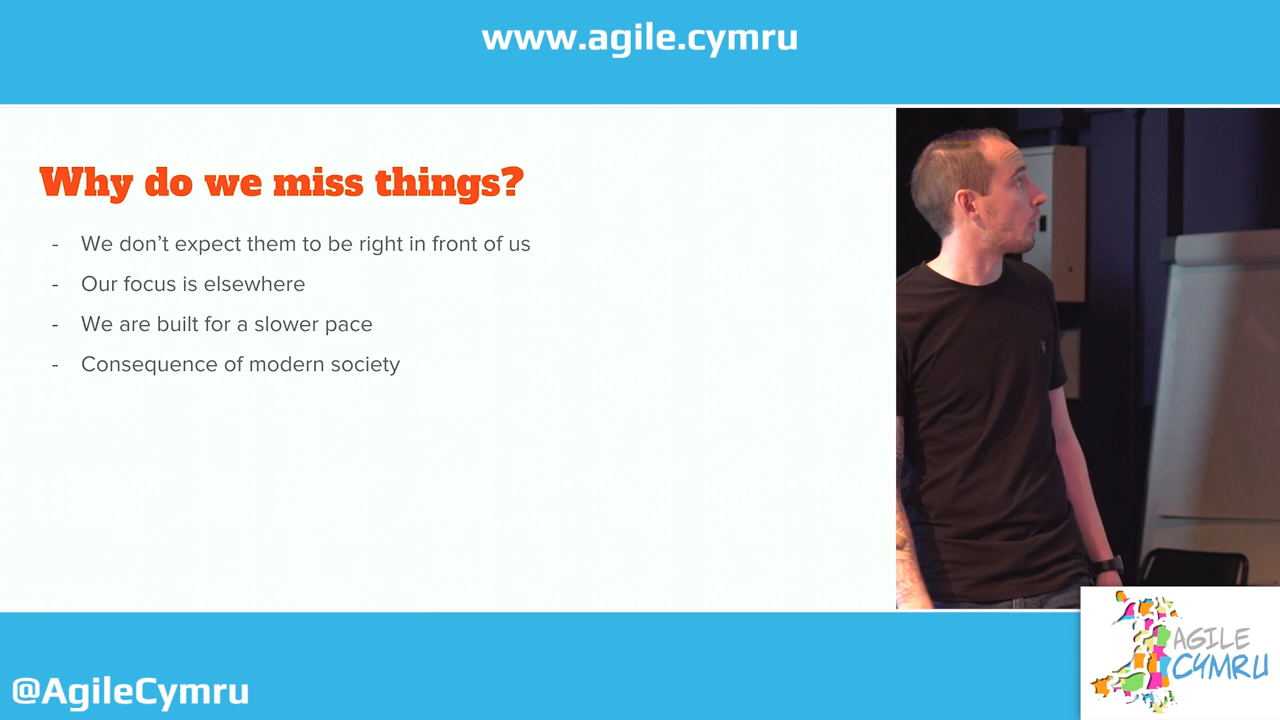 www.agile.cymru
Why do we miss things?
- We don't expect them to be right in front of us
- Our focus is elsewhere
- We are built for a slower pace
- Consequence of modern society
@AgileCymru
AGILE
CYMRU